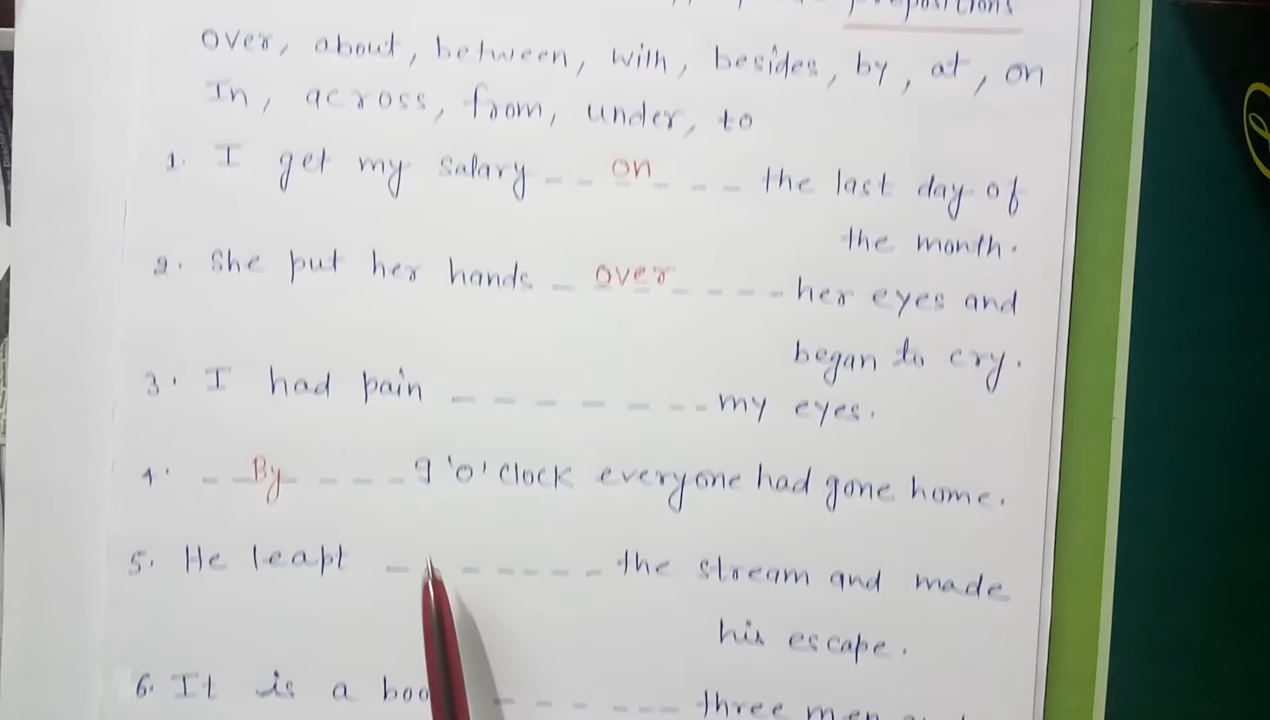 prepositions
over, about, between, with, besides, by, at, on
In, across, from, under, to
1. I get my salary -- on --- the last day of
the month.
2. She put her hands - over ---- her eyes and
began to cry.
3. I had pain ------- my eyes.
4. -- By ---- 9 'o' clock everyone had gone home.
5. He leapt ------ the stream and made
his escape.
6. It is a ----- three men